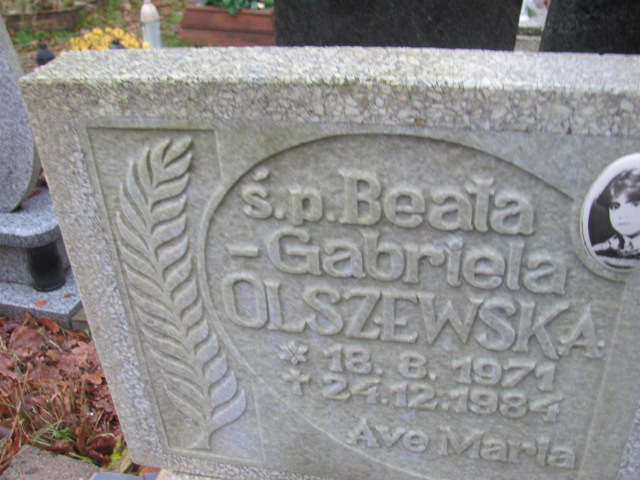 ś.p. Beata
-Gabriela
OLSZEWSKA
* 18. 8. 1971
+ 24.12.1984
Ave Maria